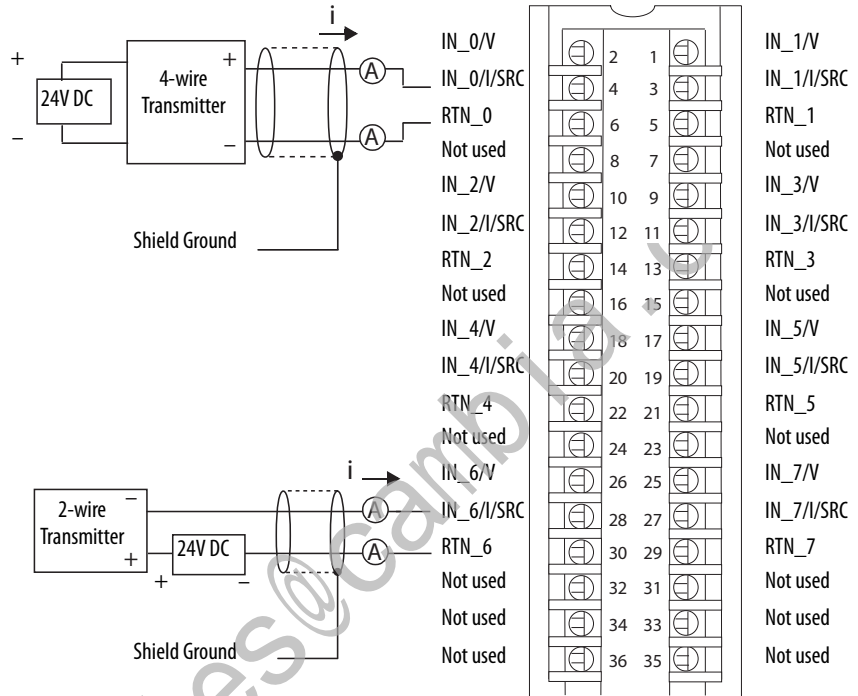 i
IN_0/V 2 1 IN_1/V
+ 4-wire Transmitter + A IN_0/I/SRC 4 3 IN_1/I/SRC
24V DC
RTN_0 6 5 RTN_1
– – A
Not used 8 7 Not used
IN_2/V 10 9 IN_3/V
IN_2/I/SRC 12 11 IN_3/I/SRC
Shield Ground
RTN_2 14 13 RTN_3
Not used 16 15 Not used
IN_4/V 18 17 IN_5/V
IN_4/I/SRC 20 19 IN_5/I/SRC
RTN_4 22 21 RTN_5
Not used 24 23 Not used
i IN_6/V 26 25 IN_7/V
2-wire Transmitter – A IN_6/I/SRC 28 27 IN_7/I/SRC
+ 24V DC A RTN_6 30 29 RTN_7
+ –
Not used 32 31 Not used
Not used 34 33 Not used
Shield Ground
Not used 36 35 Not used
es@cambia.